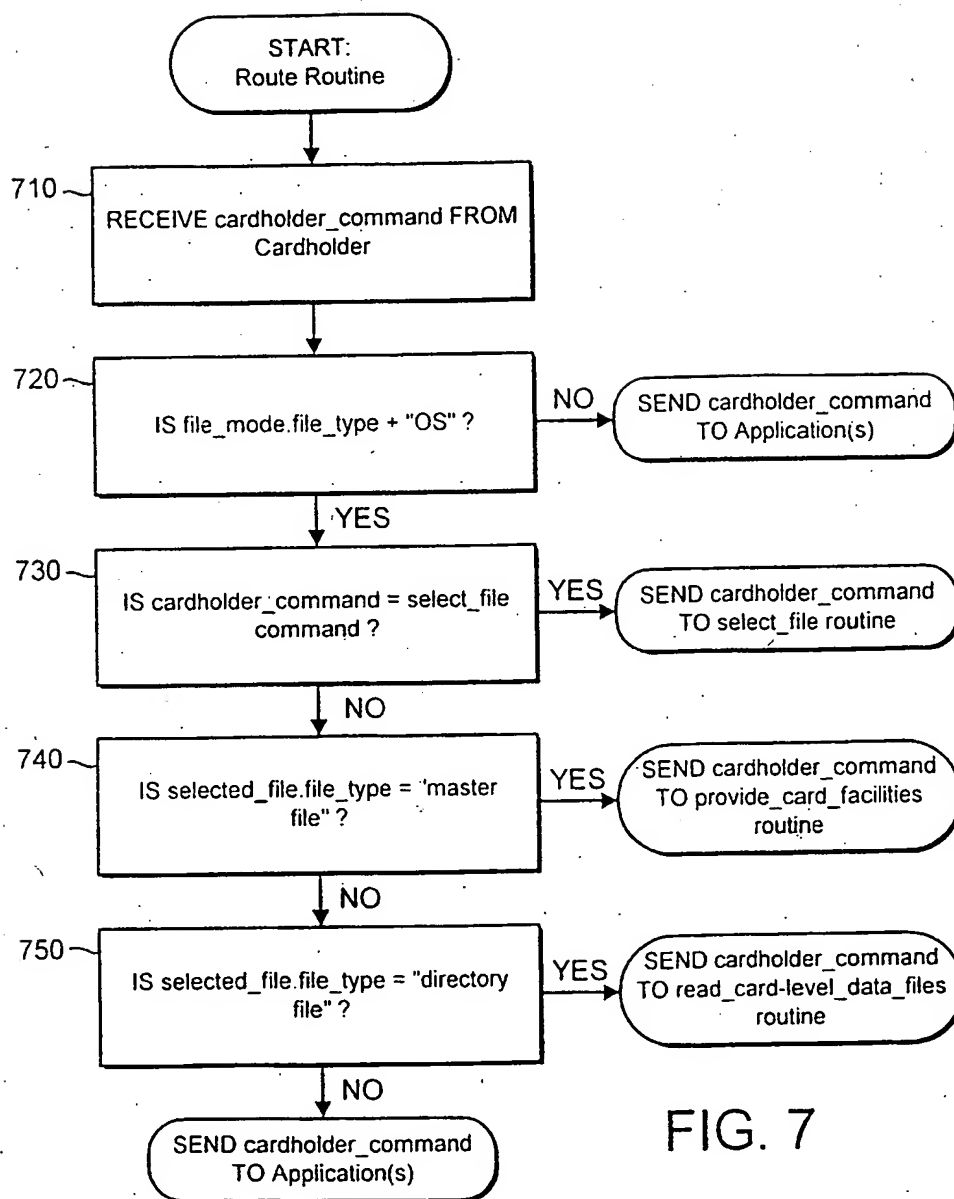 START:
Route Routine
710
RECEIVE cardholder_command FROM
Cardholder
720
IS file_mode.file_type + "OS" ?
NO
SEND cardholder_command
TO Application(s)
YES
730
IS cardholder_command = select_file
command ?
YES
SEND cardholder_command
TO select_file routine
NO
740
IS selected_file.file_type = "master
file" ?
YES
SEND cardholder_command
TO provide_card_facilities
routine
NO
750
IS selected_file.file_type = "directory
file" ?
YES
SEND cardholder_command
TO read_card-level_data_files
routine
NO
SEND cardholder_command
TO Application(s)
FIG. 7